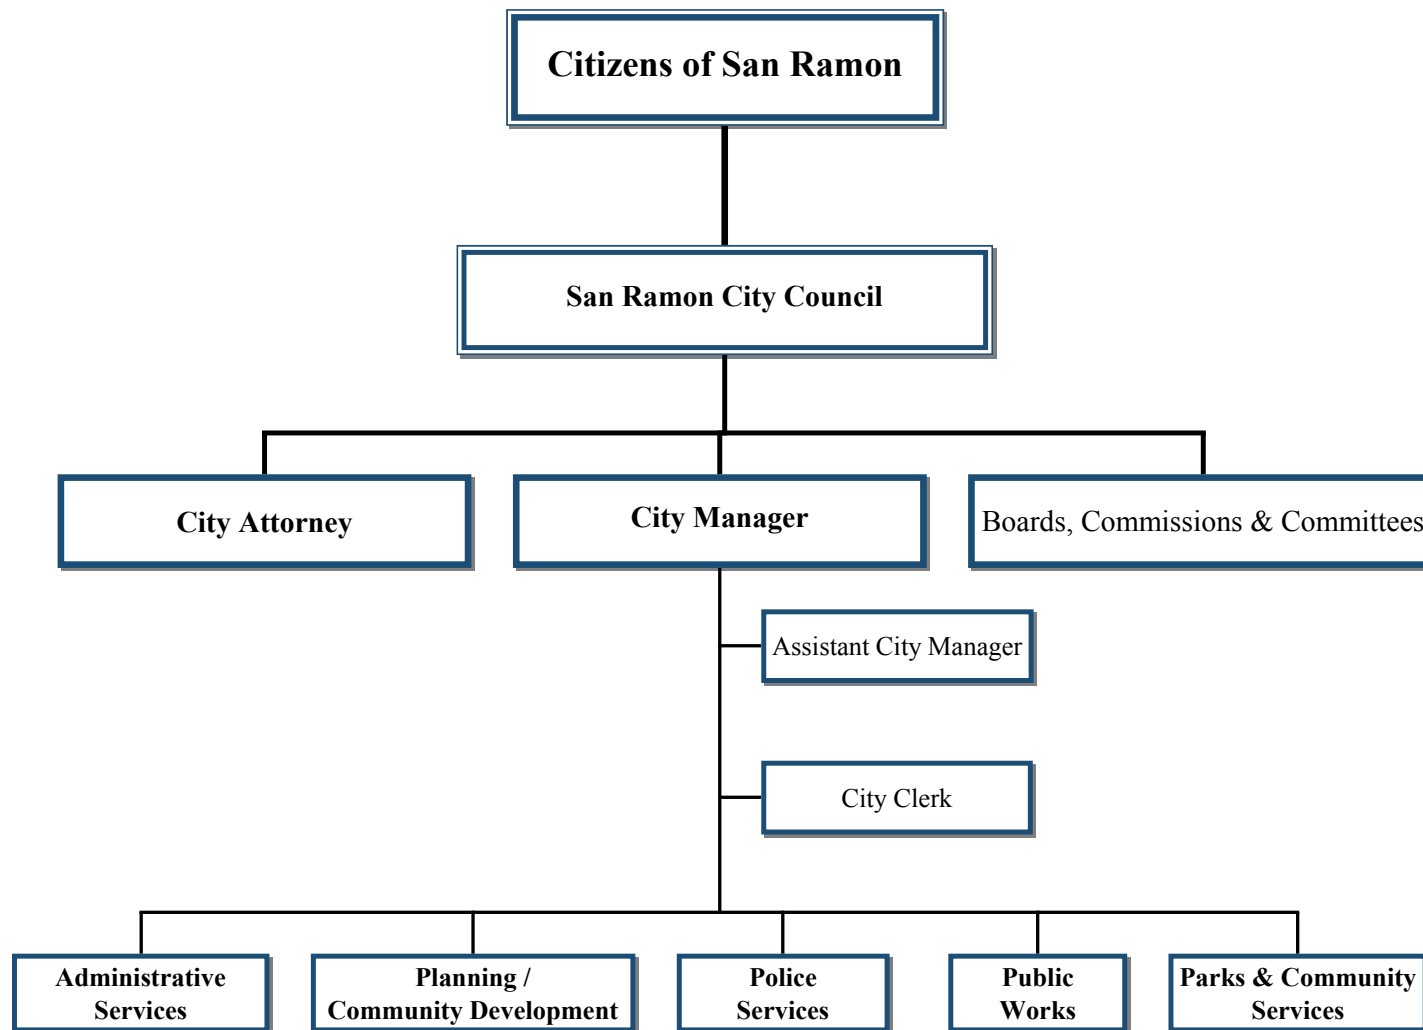 Citizens of San Ramon
San Ramon City Council
City Attorney
City Manager
Boards, Commissions & Committees
Assistant City Manager
City Clerk
Administrative
Services
Planning /
Community Development
Police
Services
Public
Works
Parks & Community
Services